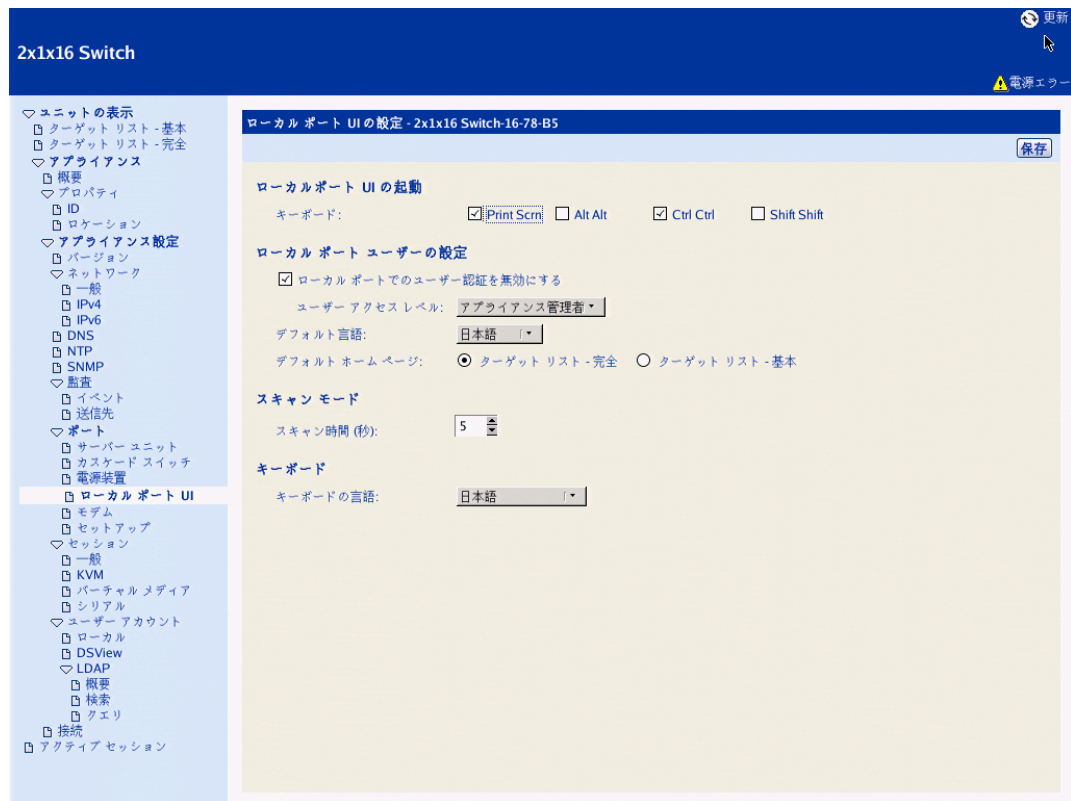 更新
2x1x16 Switch
電源エラー
ユニットの表示
ターゲット リスト - 基本
ターゲット リスト - 完全
アプライアンス
概要
プロパティ
ID
ロケーション
アプライアンス設定
バージョン
ネットワーク
一般
IPv4
IPv6
DNS
NTP
SNMP
監査
イベント
送信先
ポート
サーバー ユニット
カスケード スイッチ
電源装置
ローカル ポート UI
モデム
セットアップ
セッション
一般
KVM
バーチャル メディア
シリアル
ユーザー アカウント
ローカル
DSView
LDAP
概要
検索
クエリ
接続
アクティブ セッション
ローカル ポート UI の設定 - 2x1x16 Switch-16-78-B5
保存
ローカルポート UI の起動
キーボード: Print Scrn Alt Alt Ctrl Ctrl Shift Shift
ローカル ポート ユーザーの設定
ローカル ポートでのユーザー認証を無効にする
ユーザー アクセス レベル: アプライアンス管理者
デフォルト言語: 日本語
デフォルト ホーム ページ: ターゲット リスト - 完全 ターゲット リスト - 基本
スキャン モード
スキャン時間 (秒): 5
キーボード
キーボードの言語: 日本語